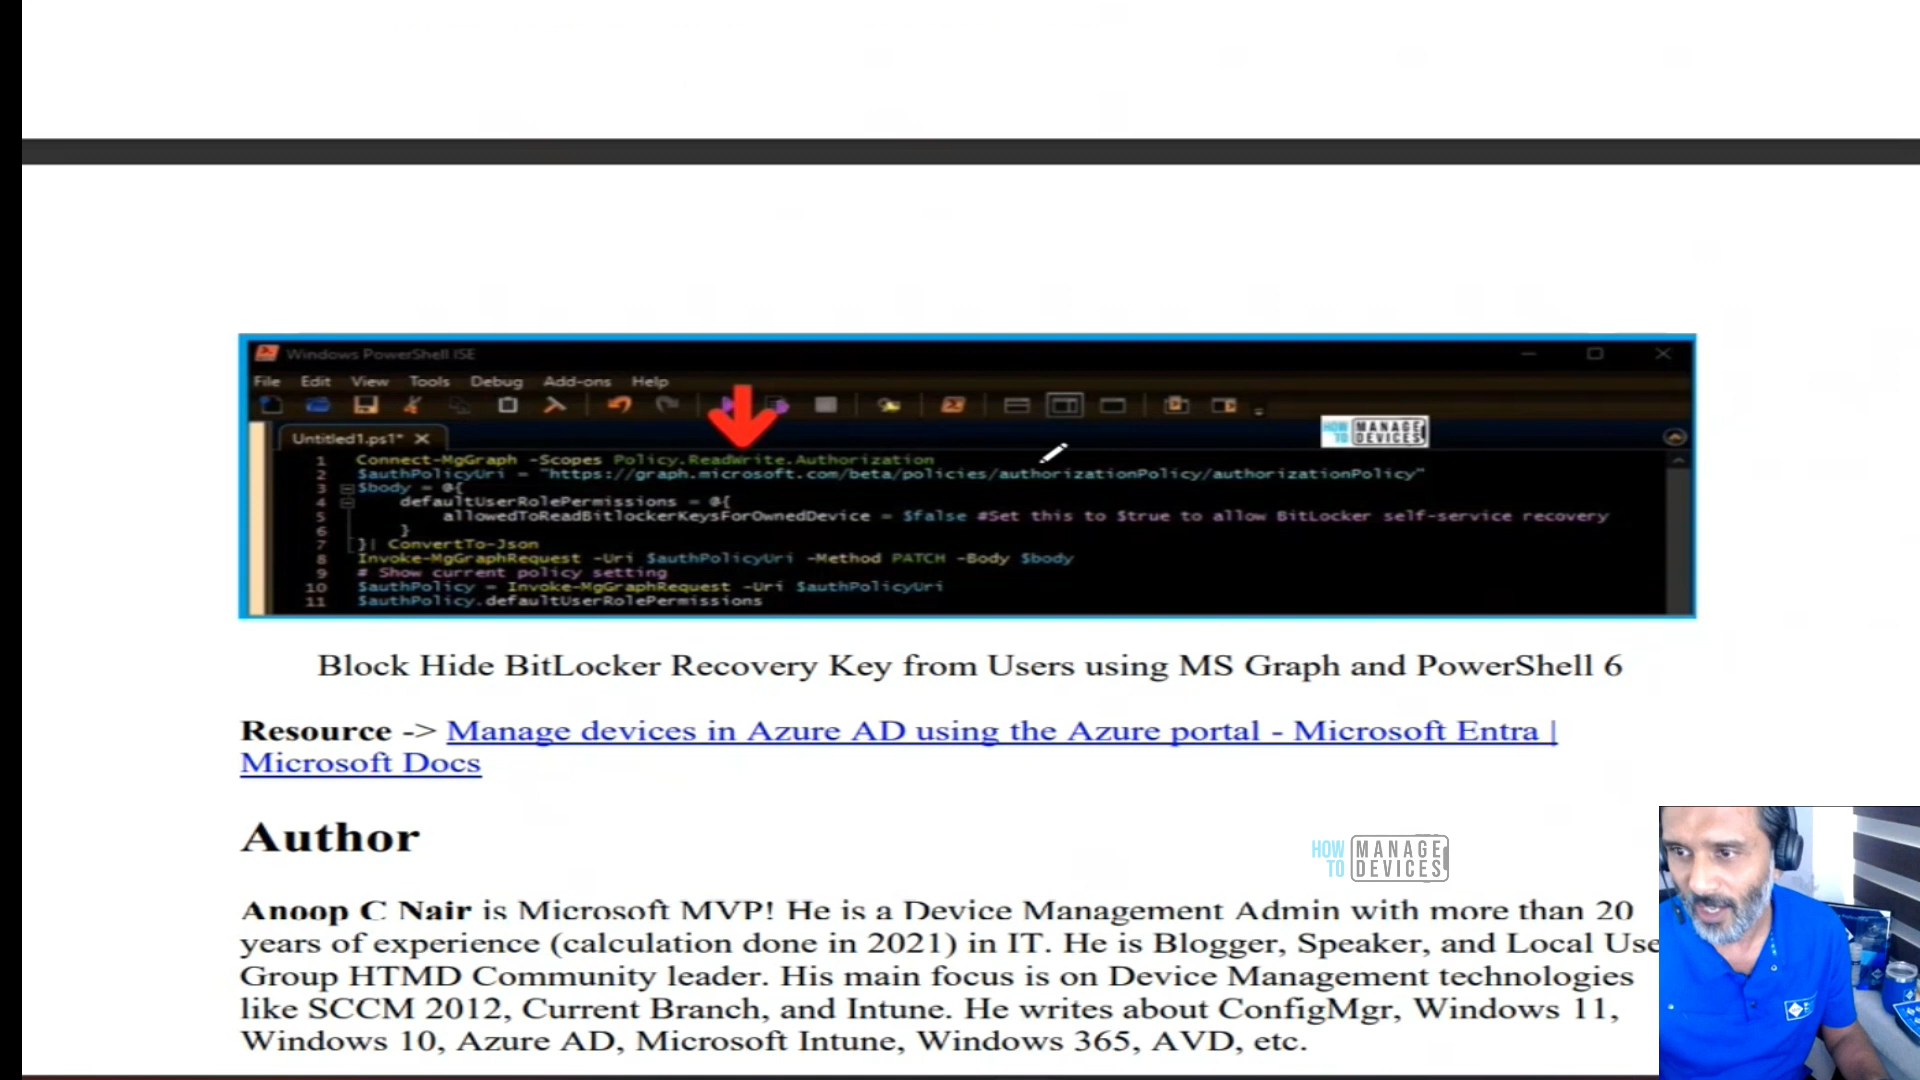 Windows PowerShell ISE
File Edit View Tools Debug Add-ons Help
Untitled1.ps1* X
HOW TO MANAGE DEVICES
1 Connect-MgGraph -Scopes Policy.ReadWrite.Authorization
2 $authPolicyUri = "https://graph.microsoft.com/beta/policies/authorizationPolicy/authorizationPolicy"
3 $body = @{
4 defaultUserRolePermissions = @{
5 allowedToReadBitlockerKeysForOwnedDevice = $false #Set this to $true to allow BitLocker self-service recovery
6 }
7 }| ConvertTo-Json
8 Invoke-MgGraphRequest -Uri $authPolicyUri -Method PATCH -Body $body
9 # Show current policy setting
10 $authPolicy = Invoke-MgGraphRequest -Uri $authPolicyUri
11 $authPolicy.defaultUserRolePermissions
Block Hide BitLocker Recovery Key from Users using MS Graph and PowerShell 6
Resource -> Manage devices in Azure AD using the Azure portal - Microsoft Entra |
Microsoft Docs
Author
HOW TO MANAGE DEVICES
Anoop C Nair is Microsoft MVP! He is a Device Management Admin with more than 20
years of experience (calculation done in 2021) in IT. He is Blogger, Speaker, and Local Use
Group HTMD Community leader. His main focus is on Device Management technologies
like SCCM 2012, Current Branch, and Intune. He writes about ConfigMgr, Windows 11,
Windows 10, Azure AD, Microsoft Intune, Windows 365, AVD, etc.